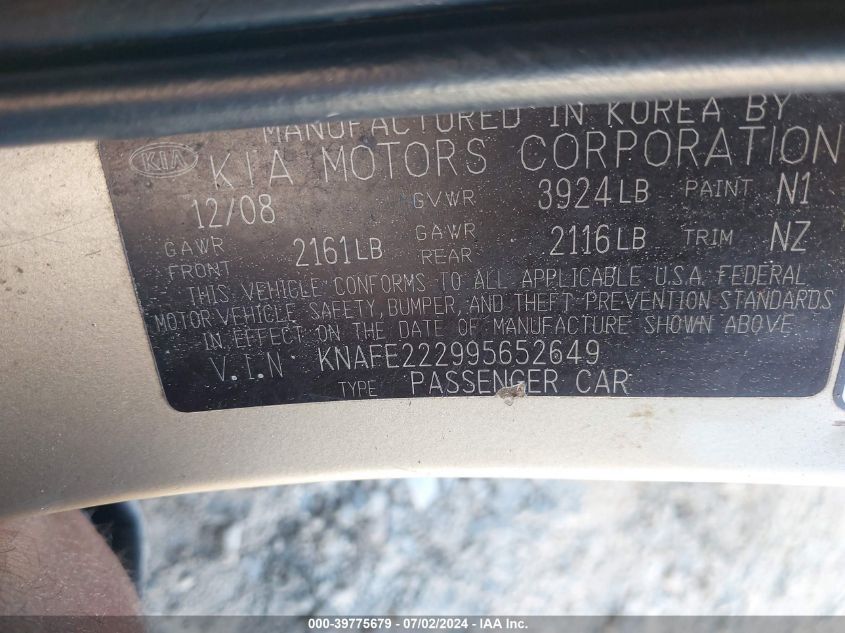 MANUFACTURED IN KOREA BY
KIA KIA MOTORS CORPORATION
12/08 GVWR 3924LB PAINT N1
GAWR FRONT 2161LB GAWR REAR 2116LB TRIM NZ
THIS VEHICLE CONFORMS TO ALL APPLICABLE U.S.A. FEDERAL
MOTOR VEHICLE SAFETY, BUMPER, AND THEFT PREVENTION STANDARDS
IN EFFECT ON THE DATE OF MANUFACTURE SHOWN ABOVE.
V.I.N KNAFE222995652649
TYPE PASSENGER CAR
000-39775679 / 07/02/2024 - Copyright © IAA, Inc.